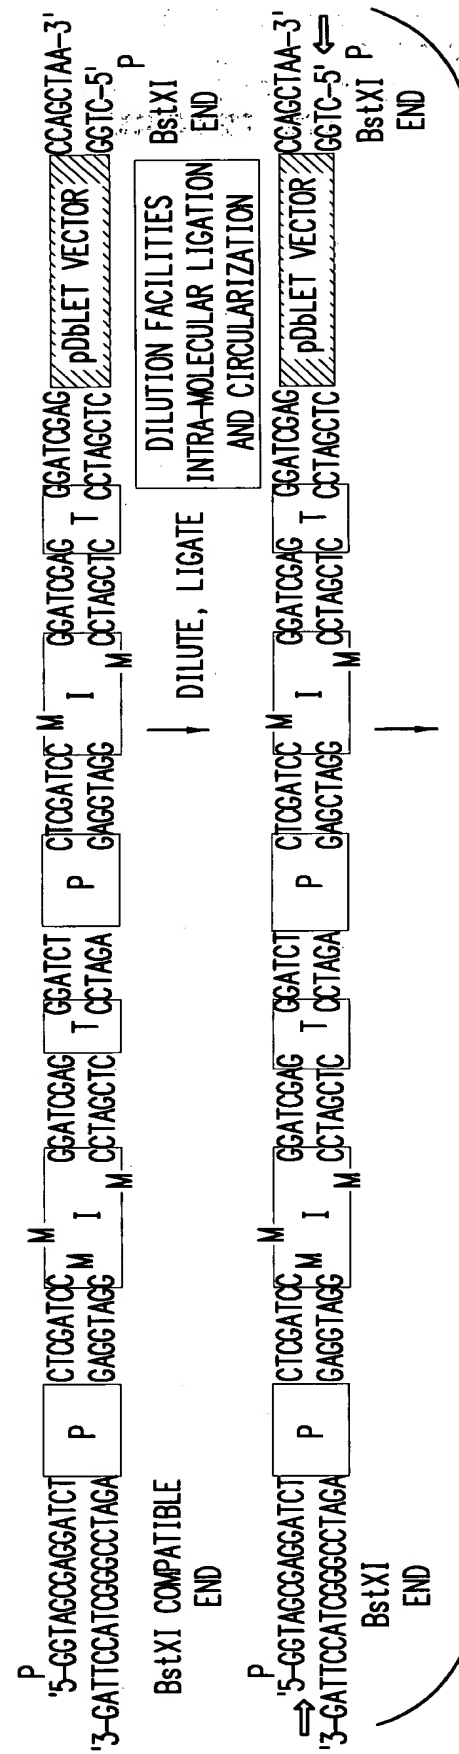 P
'5-GGTAGCGAGGATCT CTCGATCC M GGATCGAG GGATCT CTCGATCC M GGATCGAG GGATCGAG CCAGCTAA-3'
P M I T P I T pDbLET VECTOR
'3-GATTCCATCGGGCCTAGA GAGGTAGG M CCTAGCTC CCTAGA GAGGTAGG M CCTAGCTC CCTAGCTC GGTC-5'
P
BstXI COMPATIBLE
END
BstXI
END
DILUTE, LIGATE
DILUTION FACILITIES
INTRA-MOLECULAR LIGATION
AND CIRCULARIZATION
P
'5-GGTAGCGAGGATCT CTCGATCC M GGATCGAG GGATCT CTCGATCC M GGATCGAG GGATCGAG CCAGCTAA-3'
P M I T P I T pDbLET VECTOR
'3-GATTCCATCGGGCCTAGA GAGGTAGG M CCTAGCTC CCTAGA GAGCTAGG M CCTAGCTC CCTAGCTC GGTC-5'
P
BstXI
END
BstXI
END